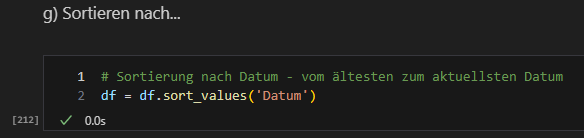 g) Sortieren nach...
1 # Sortierung nach Datum - vom ältesten zum aktuellsten Datum
2 df = df.sort_values('Datum')
[212] ✓ 0.0s